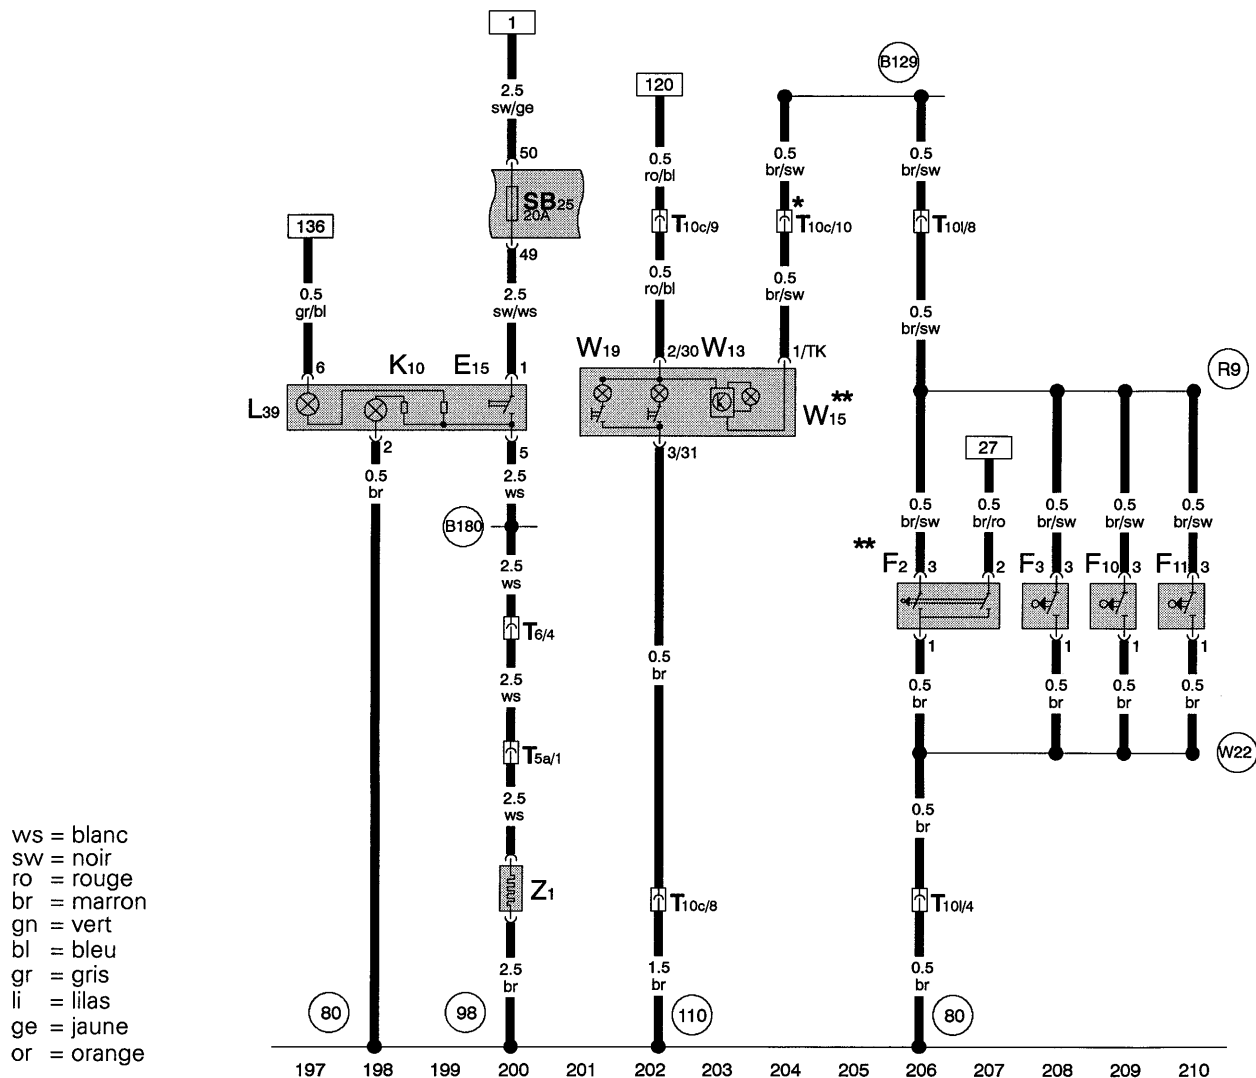 1
2.5
sw/ge
50
SB25
20A
49
2.5
sw/ws
136
0.5
gr/bl
6
K10
E15
1
L39
2
0.5
br
5
2.5
ws
B180
2.5
ws
T6/4
2.5
ws
T5a/1
2.5
ws
Z1
2.5
br
120
0.5
ro/bl
T10c/9
0.5
ro/bl
W19
2/30
W13
1/TK
W15**
3/31
0.5
br
T10c/8
1.5
br
B129
0.5
br/sw
*
T10c/10
0.5
br/sw
0.5
br/sw
T10l/8
0.5
br/sw
R9
27
0.5
br/sw
0.5
br/ro
0.5
br/sw
0.5
br/sw
0.5
br/sw
**
F2 3
2
F3 3
F10 3
F11 3
1
1
1
1
0.5
br
0.5
br
0.5
br
0.5
br
W22
0.5
br
T10l/4
0.5
br
ws = blanc
sw = noir
ro = rouge
br = marron
gn = vert
bl = bleu
gr = gris
li = lilas
ge = jaune
or = orange
80
98
110
80
197 198 199 200 201 202 203 204 205 206 207 208 209 210